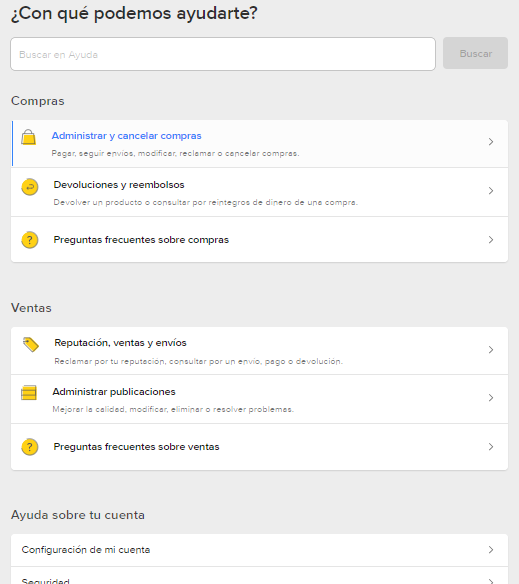 ¿Con qué podemos ayudarte?
Buscar en Ayuda
Buscar
Compras
Administrar y cancelar compras
Pagar, seguir envíos, modificar, reclamar o cancelar compras.
Devoluciones y reembolsos
Devolver un producto o consultar por reintegros de dinero de una compra.
Preguntas frecuentes sobre compras
Ventas
Reputación, ventas y envíos
Reclamar por tu reputación, consultar por un envío, pago o devolución.
Administrar publicaciones
Mejorar la calidad, modificar, eliminar o resolver problemas.
Preguntas frecuentes sobre ventas
Ayuda sobre tu cuenta
Configuración de mi cuenta
Seguridad